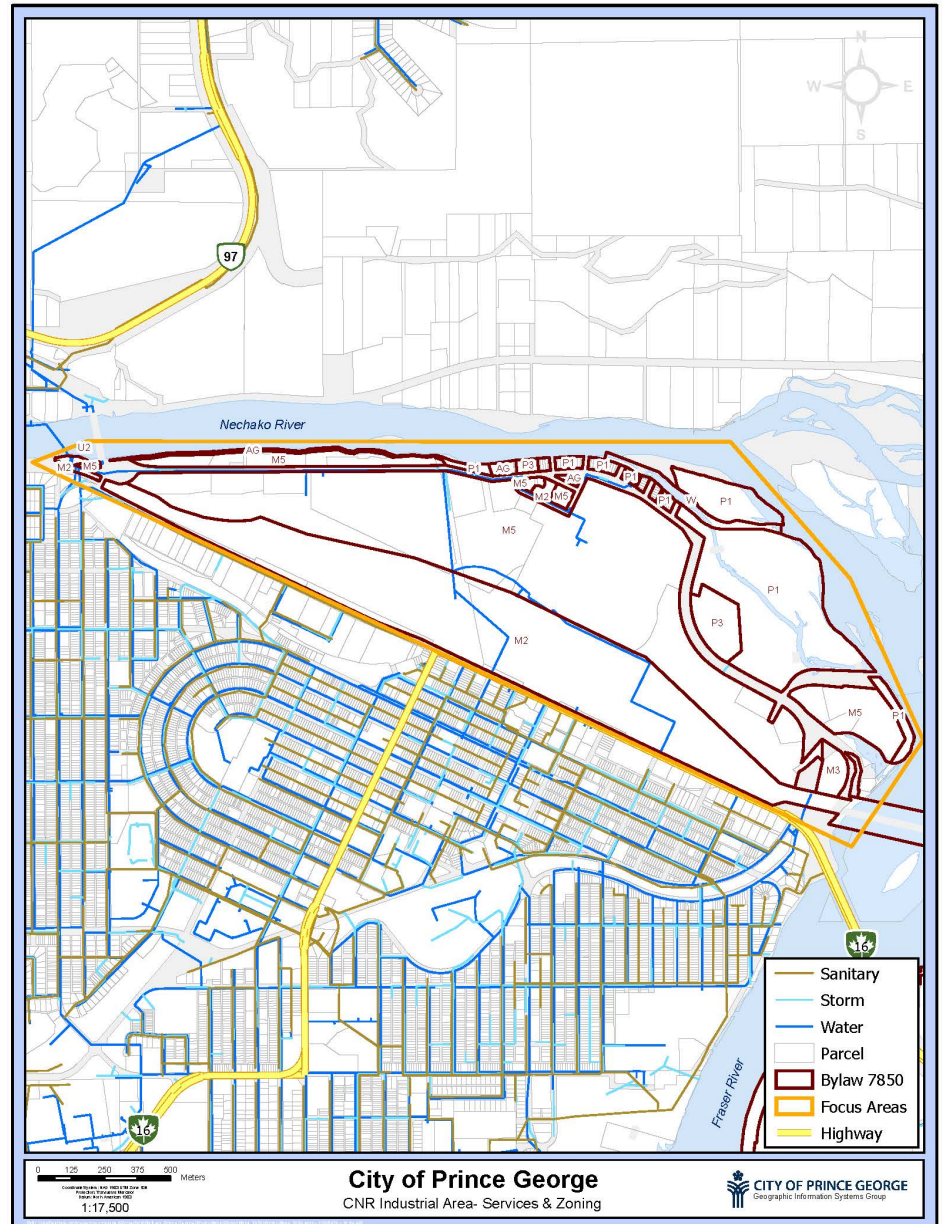 N
W E
S
97
Nechako River
U2
M2 M5
AG
M5
P1
AG
P3
P1
P1
P1
P1
W
P1
M5
M2
M5
AG
M5
P1
P3
M2
M5
P1
M3
16
16
Fraser River
Sanitary
Storm
Water
Parcel
Bylaw 7850
Focus Areas
Highway
0 125 250 375 500
Meters
1:17,500
City of Prince George
CNR Industrial Area- Services & Zoning
CITY OF PRINCE GEORGE
Geographic Information Systems Group